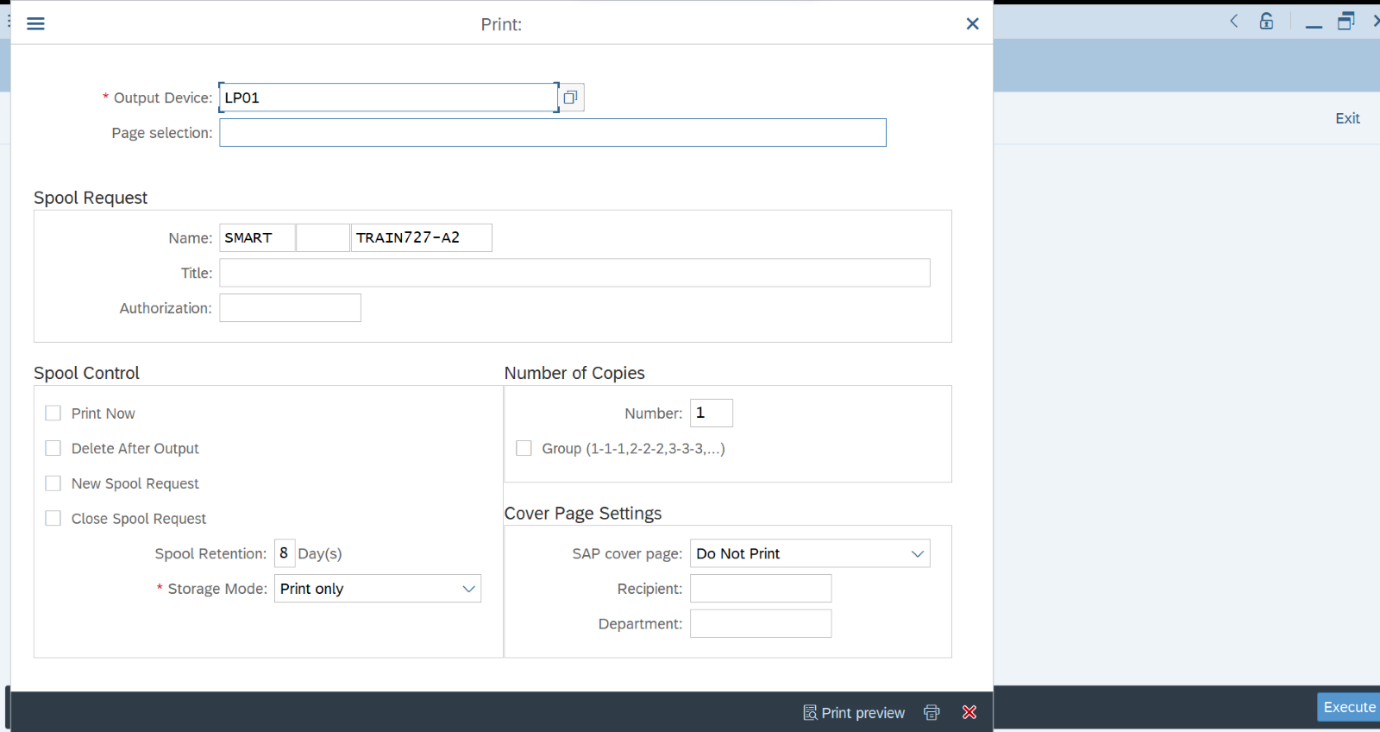 Print:
* Output Device: LP01
Page selection:
Exit
Spool Request
Name: SMART TRAIN727-A2
Title:
Authorization:
Spool Control
Print Now
Delete After Output
New Spool Request
Close Spool Request
Spool Retention: 8 Day(s)
* Storage Mode: Print only
Number of Copies
Number: 1
Group (1-1-1,2-2-2,3-3-3,...)
Cover Page Settings
SAP cover page: Do Not Print
Recipient:
Department:
Print preview
Execute